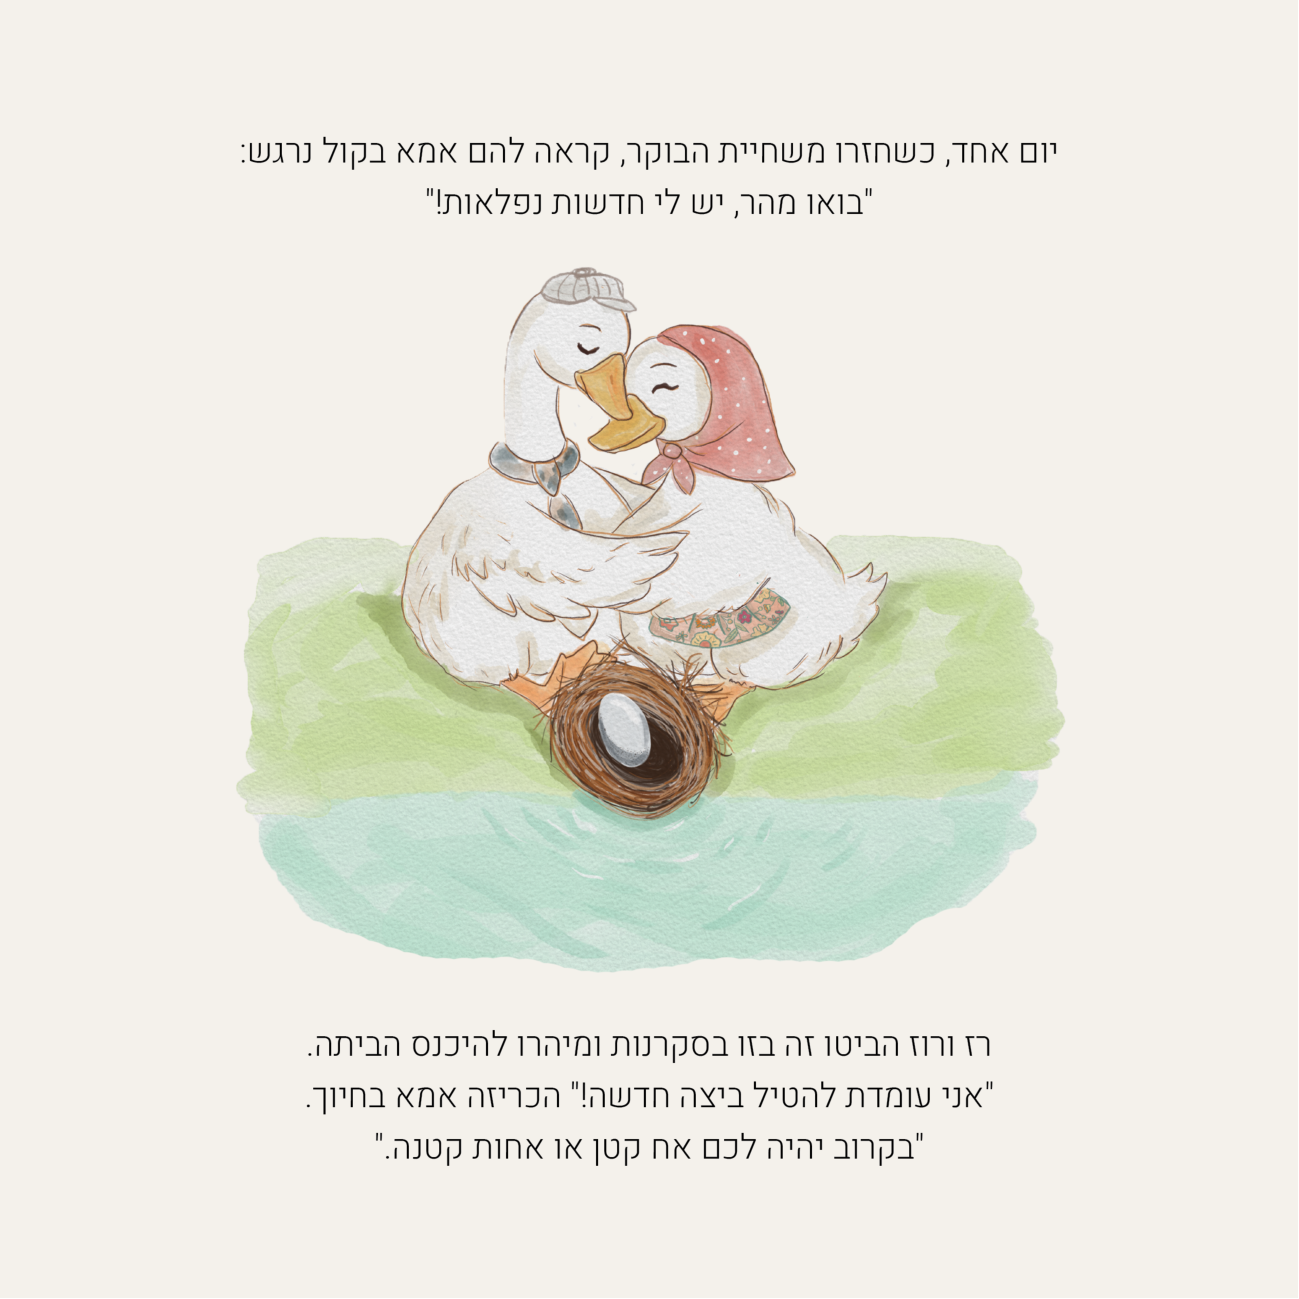 יום אחד, כשחזרו משחיית הבוקר, קראה להם אמא בקול נרגש:
"בואו מהר, יש לי חדשות נפלאות!"
רז ורוז הביטו זה בזו בסקרנות ומיהרו להיכנס הביתה.
"אני עומדת להטיל ביצה חדשה!" הכריזה אמא בחיוך.
"בקרוב יהיה לכם אח קטן או אחות קטנה."